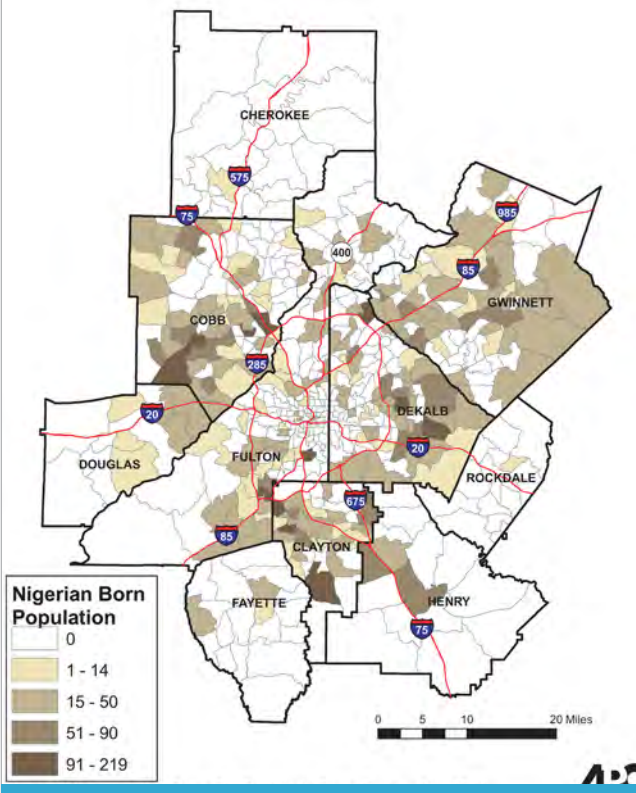 CHEROKEE
575
75
985
400
85
GWINNETT
COBB
285
DEKALB
20
20
DOUGLAS
FULTON
ROCKDALE
675
85
CLAYTON
FAYETTE
HENRY
75
Nigerian Born
Population
0
1 - 14
15 - 50
51 - 90
91 - 219
0 5 10 20 Miles